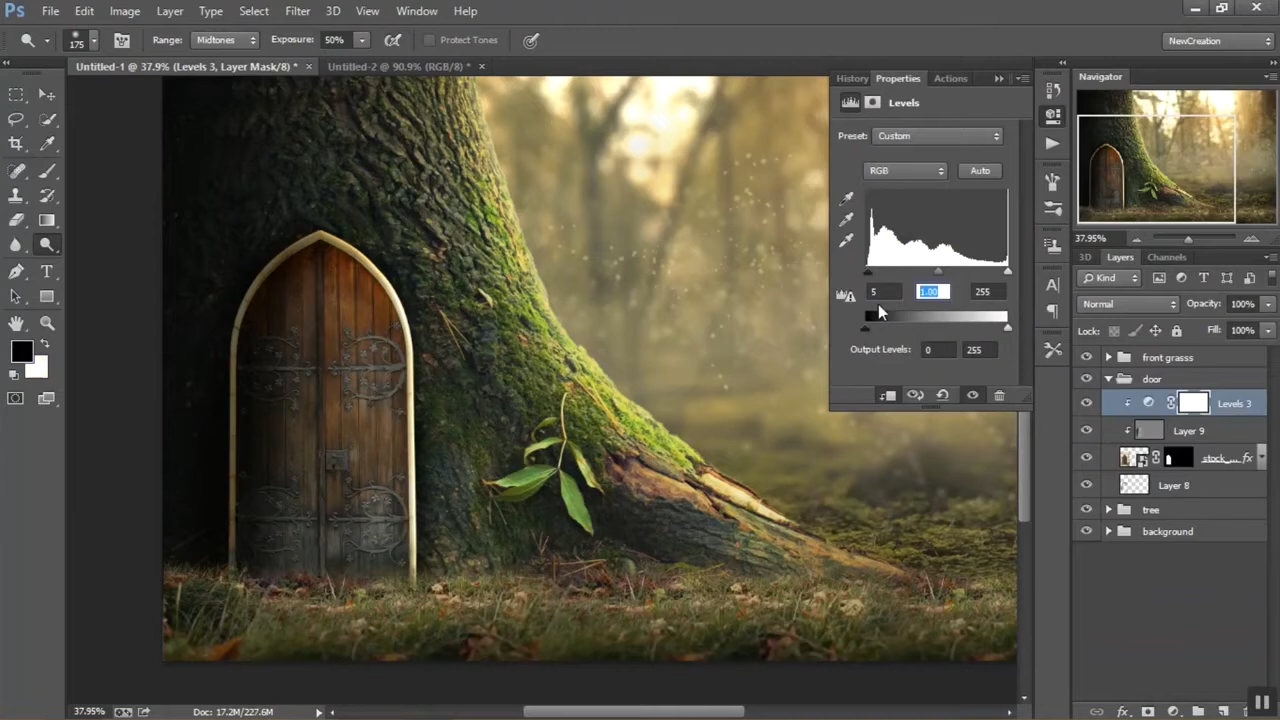 Ps File Edit Image Layer Type Select Filter 3D View Window Help
175 Range: Midtones Exposure: 50% Protect Tones NewCreation
Untitled-1 @ 37.9% (Levels 3, Layer Mask/8) * × Untitled-2 @ 90.9% (RGB/8) * ×
History Properties Actions
Navigator
Levels
Preset: Custom
RGB Auto
37.95%
3D Layers Channels
Kind
5 1.00 255
Normal Opacity: 100%
Lock: Fill: 100%
Output Levels: 0 255
front grasss
door
Levels 3
Layer 9
stock_... fx
Layer 8
tree
background
37.95% Doc: 17.2M/227.6M
fx